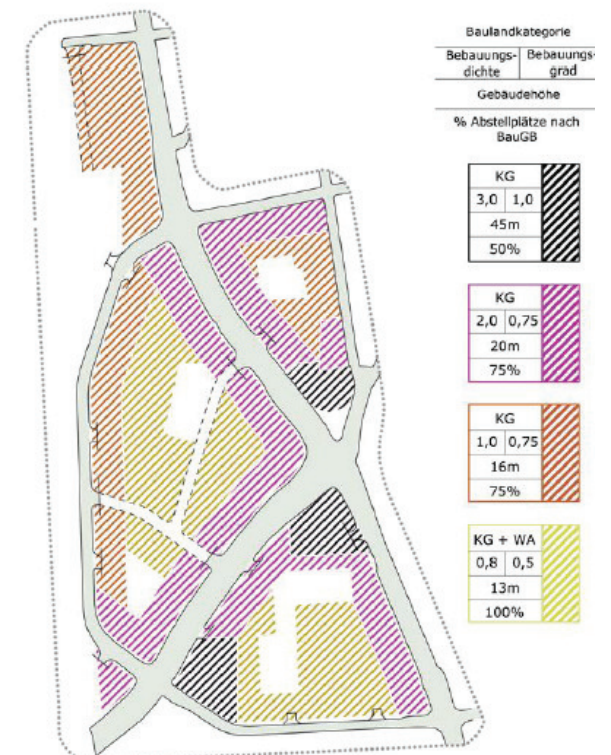 Baulandkategorie
Bebauungs- Bebauungs-
dichte grad
Gebäudehöhe
% Abstellplätze nach
BauGB
KG
3,0 1,0
45m
50%
KG
2,0 0,75
20m
75%
KG
1,0 0,75
16m
75%
KG + WA
0,8 0,5
13m
100%